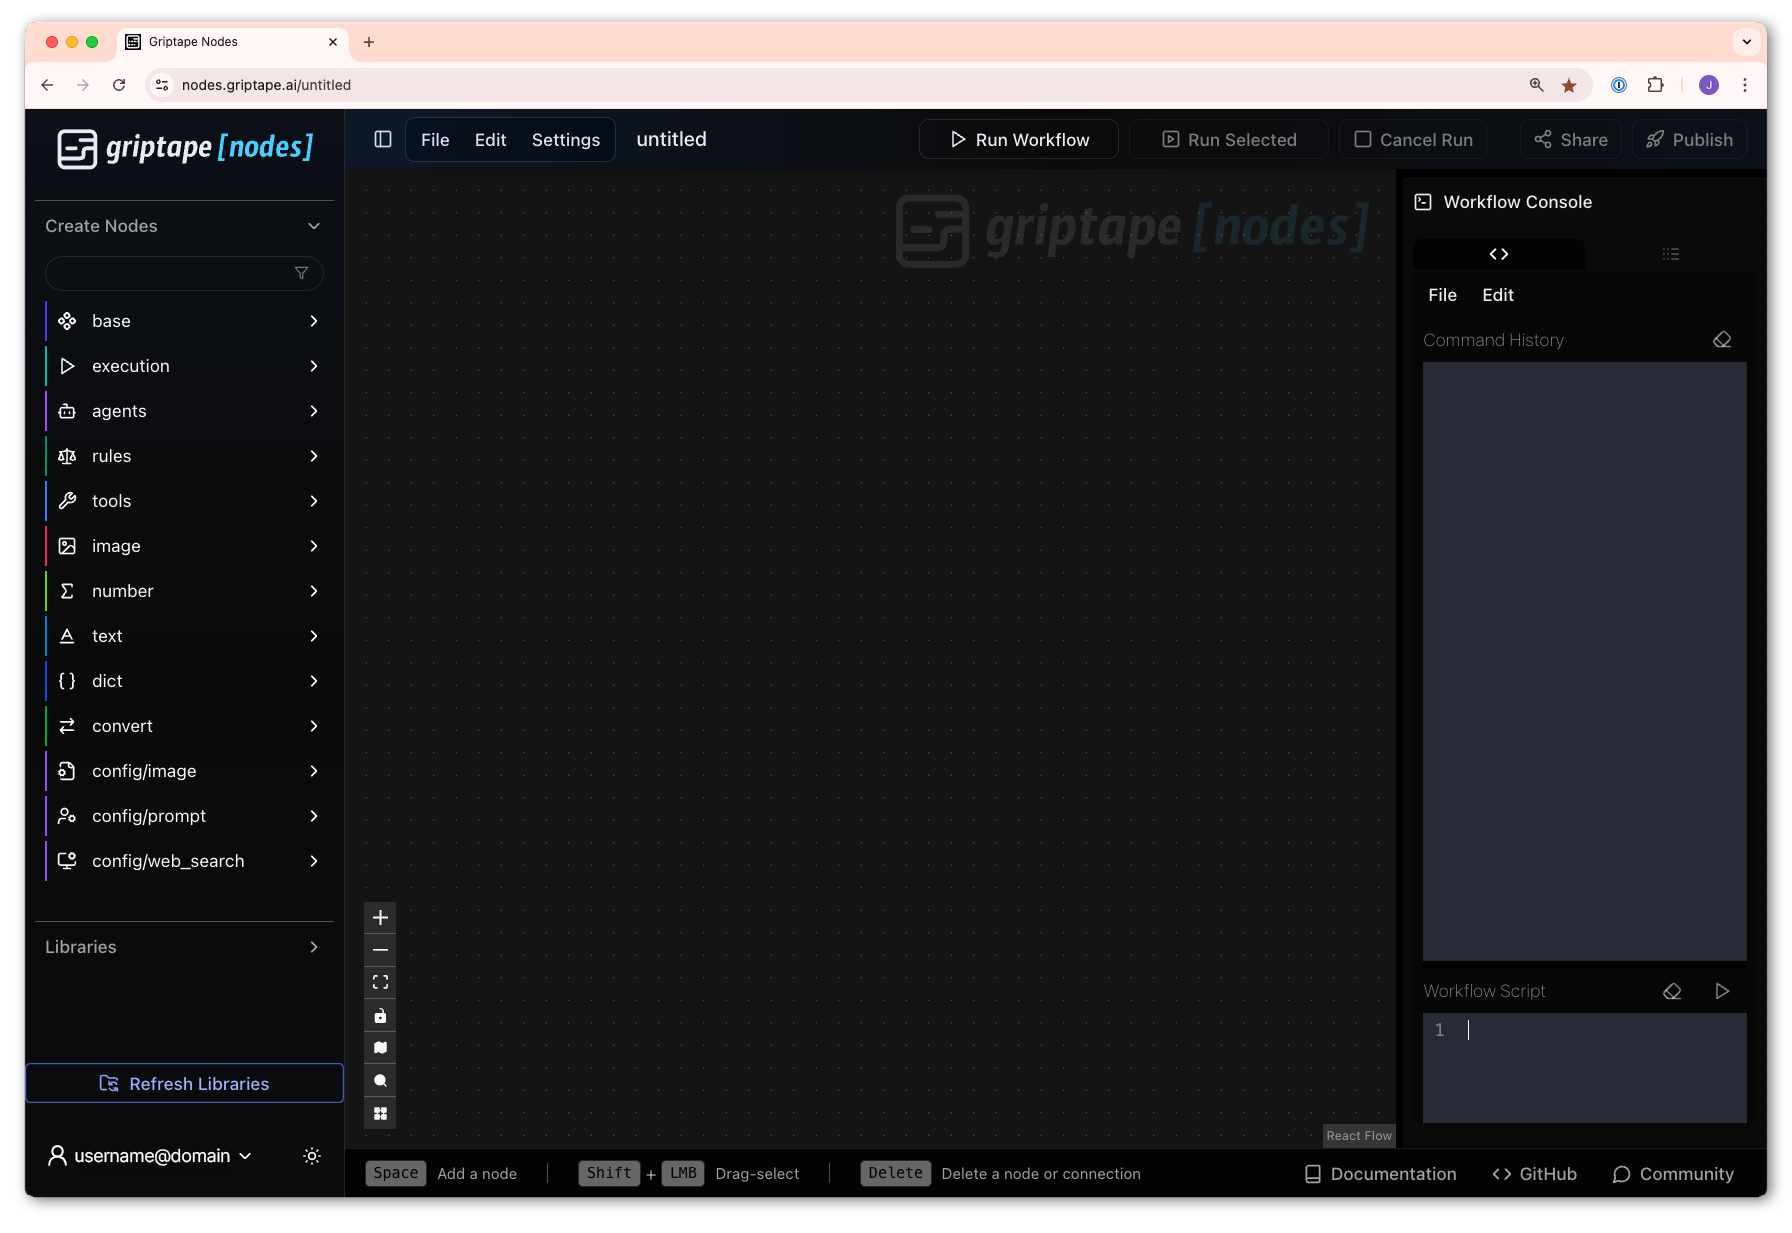 Griptape Nodes
nodes.griptape.ai/untitled
J
griptape [nodes]
File Edit Settings untitled Run Workflow Run Selected Cancel Run Share Publish
Create Nodes
base
execution
agents
rules
tools
image
number
text
dict
convert
config/image
config/prompt
config/web_search
Libraries
Refresh Libraries
username@domain
griptape [nodes]
React Flow
Workflow Console
File Edit
Command History
Workflow Script
1
Space Add a node Shift + LMB Drag-select Delete Delete a node or connection Documentation GitHub Community